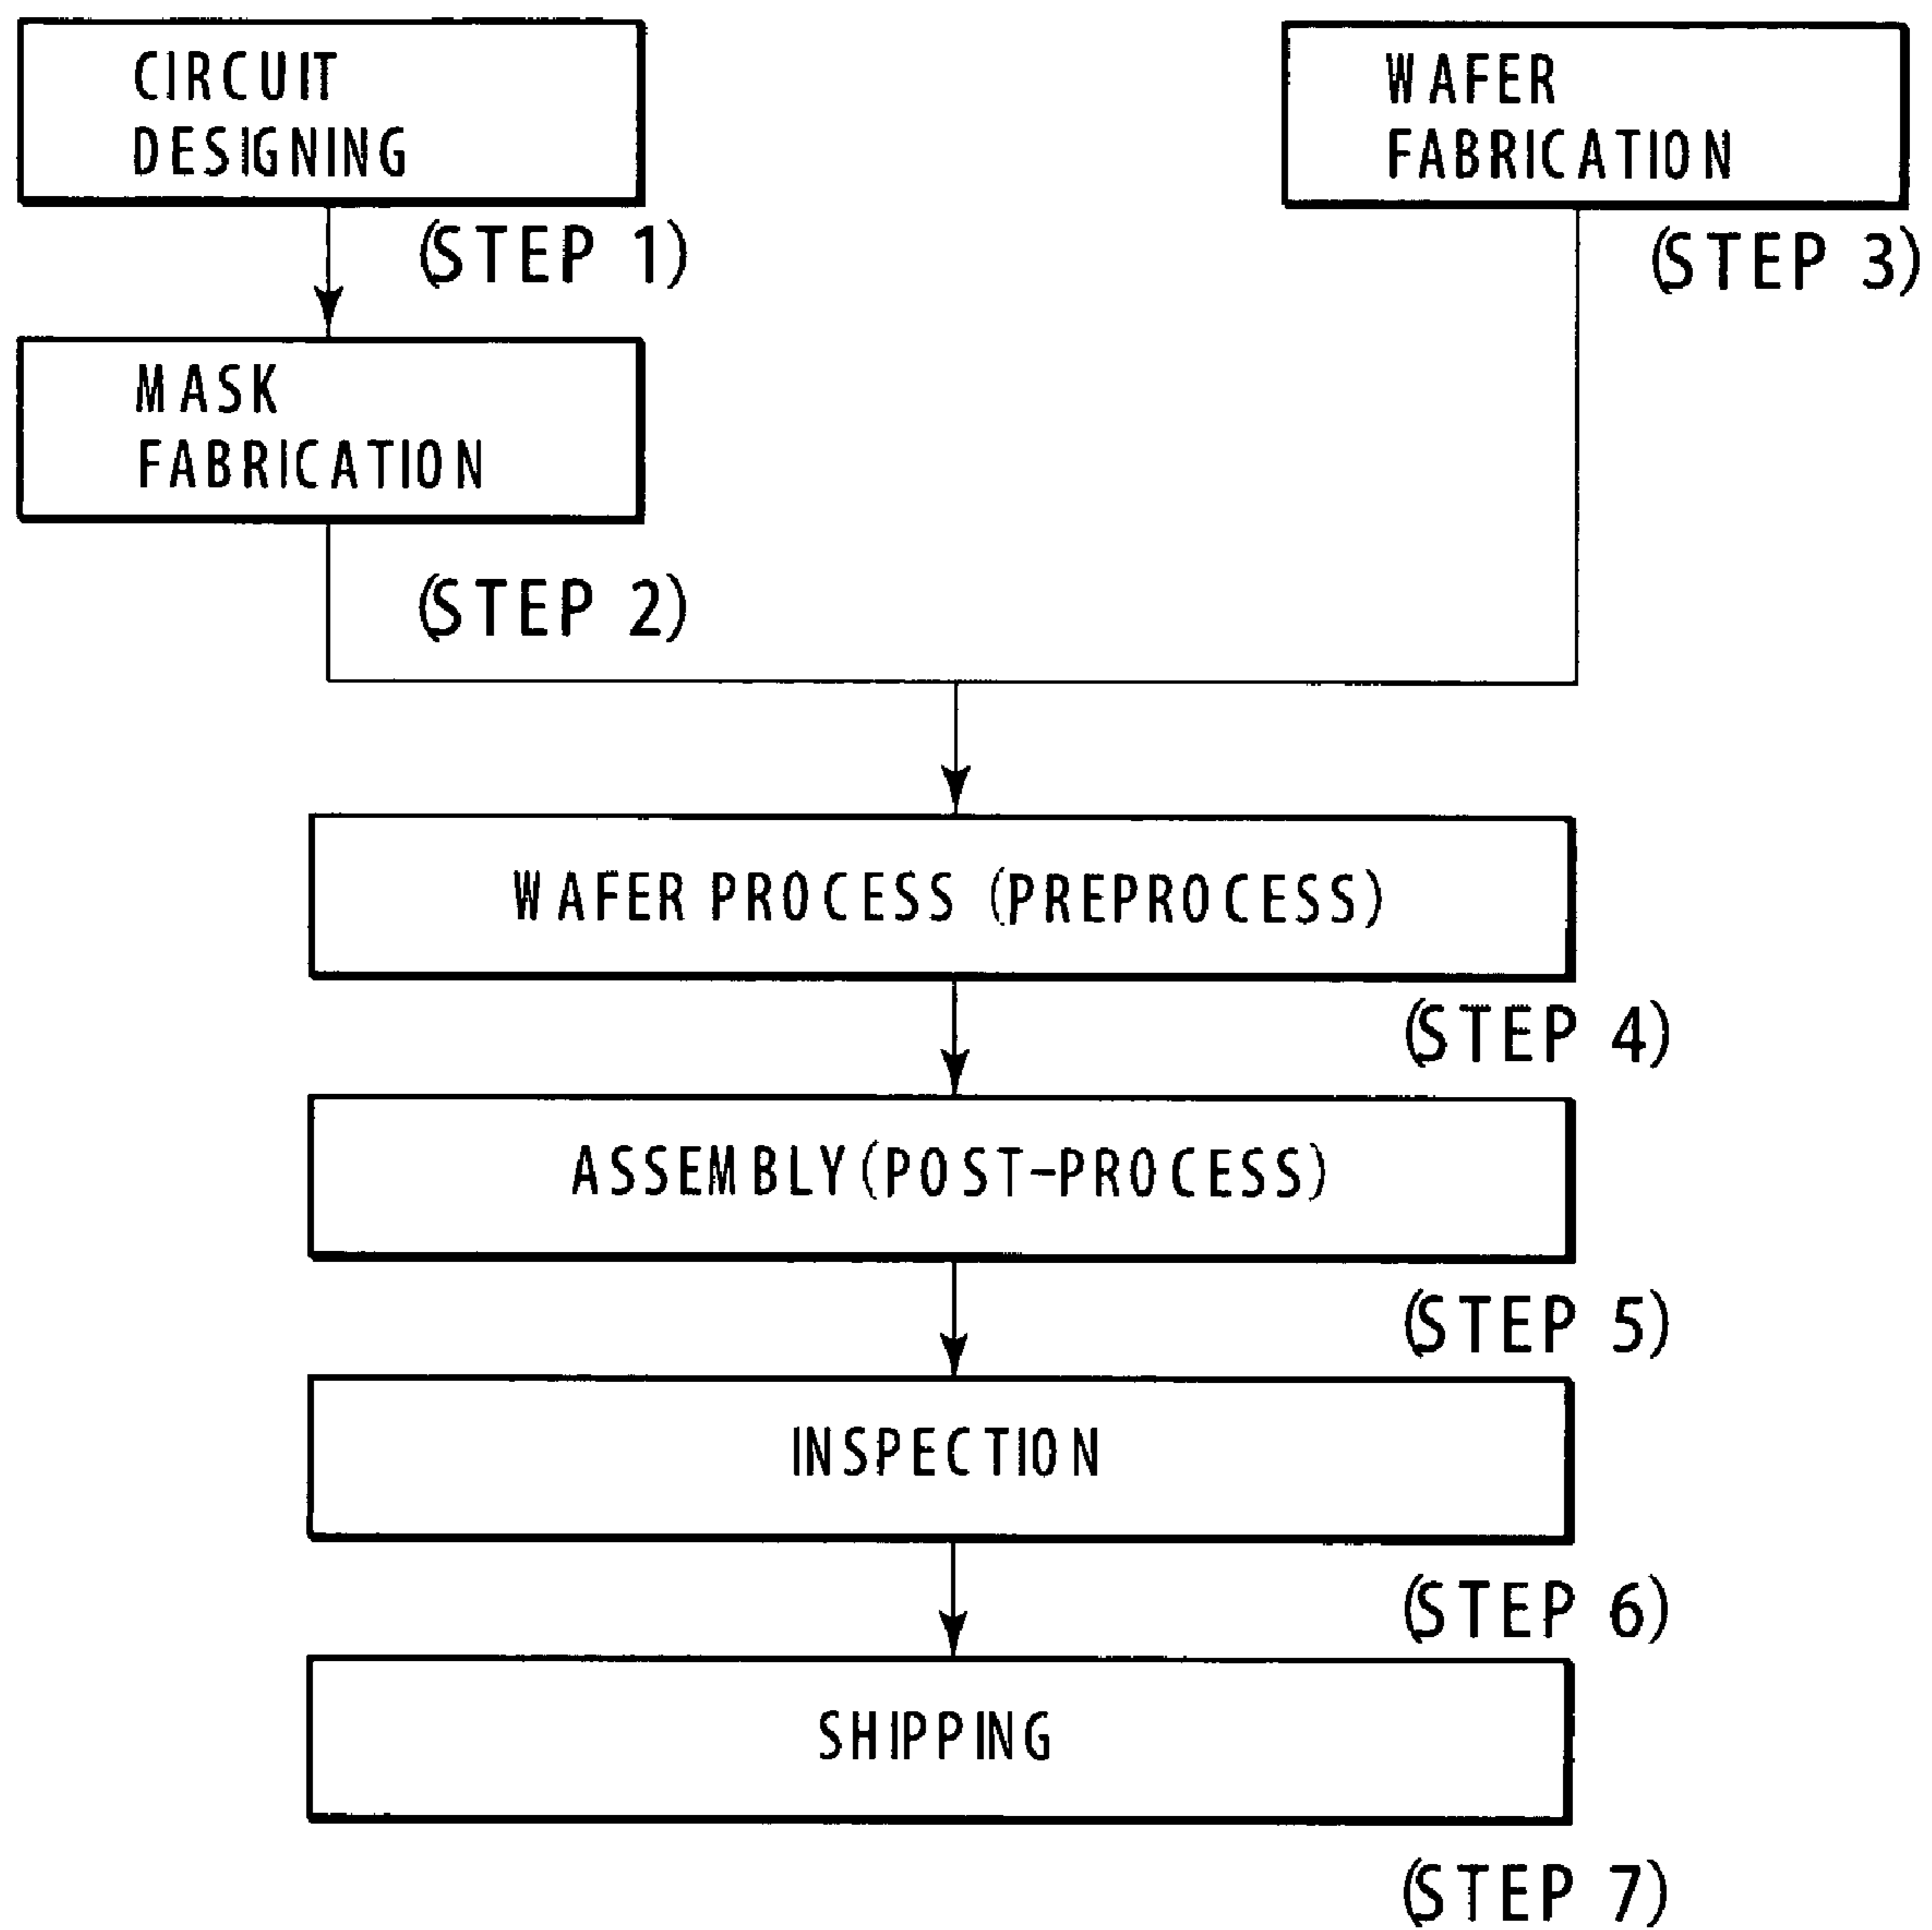 CIRCUIT
DESIGNING
(STEP 1)
MASK
FABRICATION
(STEP 2)
WAFER
FABRICATION
(STEP 3)
WAFER PROCESS (PREPROCESS)
(STEP 4)
ASSEMBLY(POST-PROCESS)
(STEP 5)
INSPECTION
(STEP 6)
SHIPPING
(STEP 7)